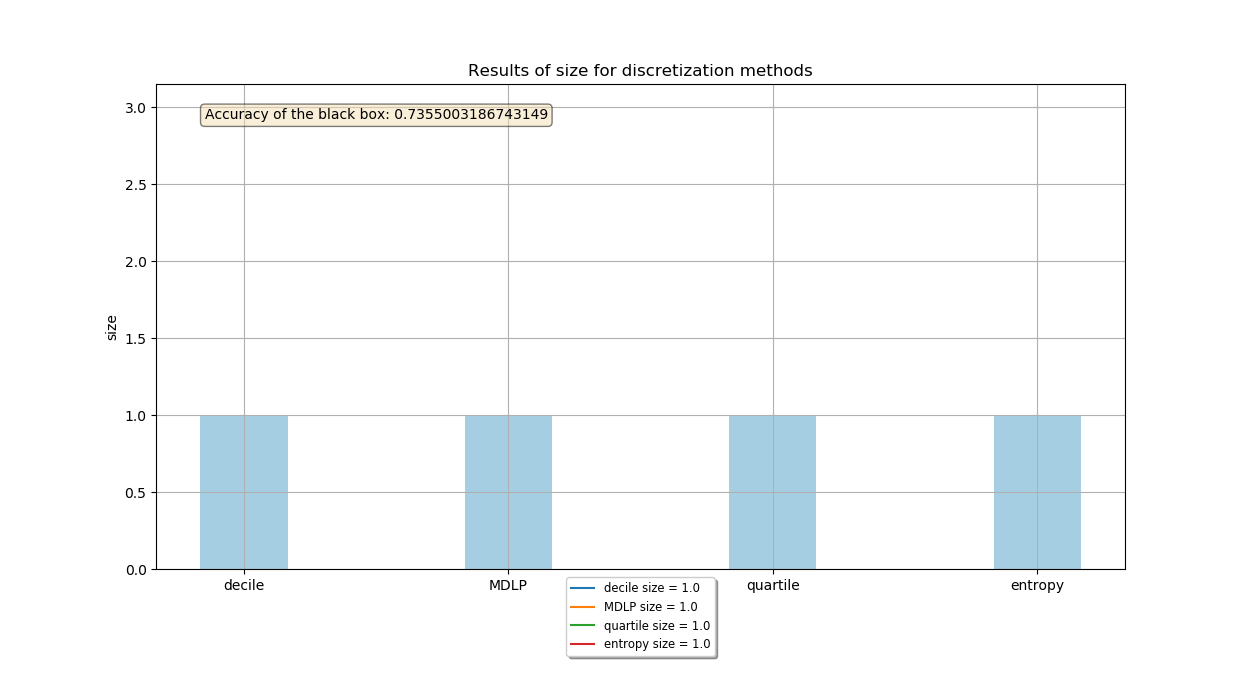 Results of size for discretization methods
Accuracy of the black box: 0.7355003186743149
3.0
2.5
2.0
1.5
1.0
0.5
0.0
size
decile MDLP quartile entropy
decile size = 1.0
MDLP size = 1.0
quartile size = 1.0
entropy size = 1.0